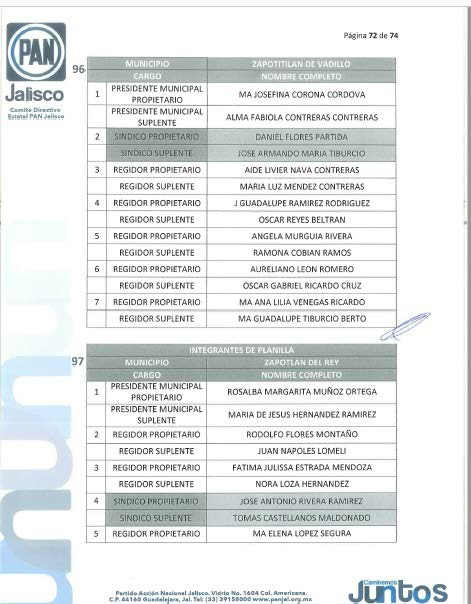 Página 72 de 74
PAN
Jalisco
Comité Directivo
Estatal PAN Jalisco
96
MUNICIPIO ZAPOTITLAN DE VADILLO
CARGO NOMBRE COMPLETO
1 PRESIDENTE MUNICIPAL PROPIETARIO MA JOSEFINA CORONA CORDOVA
PRESIDENTE MUNICIPAL SUPLENTE ALMA FABIOLA CONTRERAS CONTRERAS
2 SINDICO PROPIETARIO DANIEL FLORES PARTIDA
SINDICO SUPLENTE JOSE ARMANDO MARIA TIBURCIO
3 REGIDOR PROPIETARIO AIDE LIVIER NAVA CONTRERAS
REGIDOR SUPLENTE MARIA LUZ MENDEZ CONTRERAS
4 REGIDOR PROPIETARIO J GUADALUPE RAMIREZ RODRIGUEZ
REGIDOR SUPLENTE OSCAR REYES BELTRAN
5 REGIDOR PROPIETARIO ANGELA MURGUIA RIVERA
REGIDOR SUPLENTE RAMONA COBIAN RAMOS
6 REGIDOR PROPIETARIO AURELIANO LEON ROMERO
REGIDOR SUPLENTE OSCAR GABRIEL RICARDO CRUZ
7 REGIDOR PROPIETARIO MA ANA LILIA VENEGAS RICARDO
REGIDOR SUPLENTE MA GUADALUPE TIBURCIO BERTO
97
INTEGRANTES DE PLANILLA
MUNICIPIO ZAPOTLAN DEL REY
CARGO NOMBRE COMPLETO
1 PRESIDENTE MUNICIPAL PROPIETARIO ROSALBA MARGARITA MUÑOZ ORTEGA
PRESIDENTE MUNICIPAL SUPLENTE MARIA DE JESUS HERNANDEZ RAMIREZ
2 REGIDOR PROPIETARIO RODOLFO FLORES MONTAÑO
REGIDOR SUPLENTE JUAN NAPOLES LOMELI
3 REGIDOR PROPIETARIO FATIMA JULISSA ESTRADA MENDOZA
REGIDOR SUPLENTE NORA LOZA HERNANDEZ
4 SINDICO PROPIETARIO JOSE ANTONIO RIVERA RAMIREZ
SINDICO SUPLENTE TOMAS CASTELLANOS MALDONADO
5 REGIDOR PROPIETARIO MA ELENA LOPEZ SEGURA
Partido Acción Nacional Jalisco. Vidrio No. 1604 Col. Americana.
C.P. 44160 Guadalajara, Jal. Tel: (33) 39158000 www.panjal.org.mx
Caminemos
Juntos